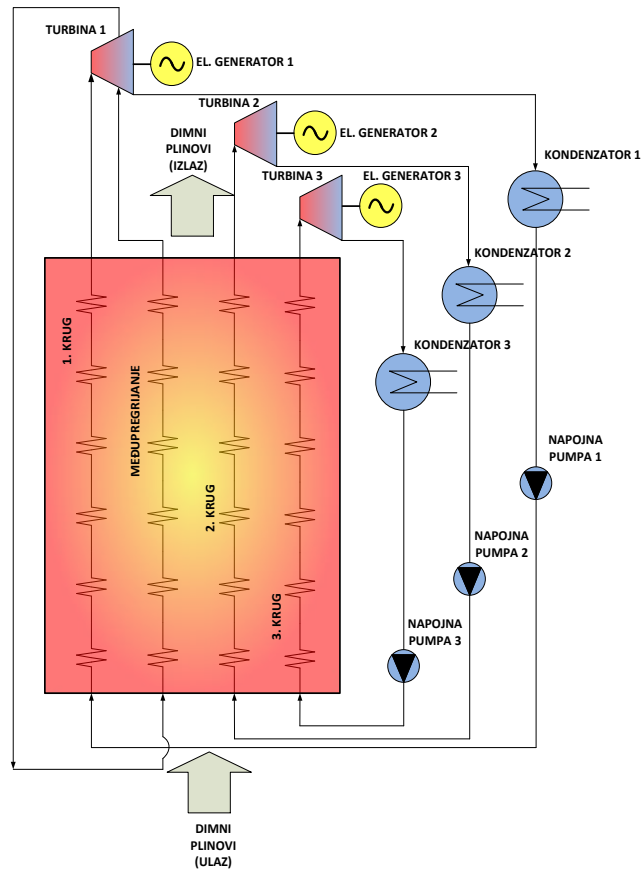 TURBINA 1
EL. GENERATOR 1
TURBINA 2
EL. GENERATOR 2
DIMNI
PLINOVI
(IZLAZ)
TURBINA 3
EL. GENERATOR 3
KONDENZATOR 1
KONDENZATOR 2
KONDENZATOR 3
1. KRUG
MEĐUPREGRIJANJE
2. KRUG
3. KRUG
NAPOJNA
PUMPA 1
NAPOJNA
PUMPA 2
NAPOJNA
PUMPA 3
DIMNI
PLINOVI
(ULAZ)